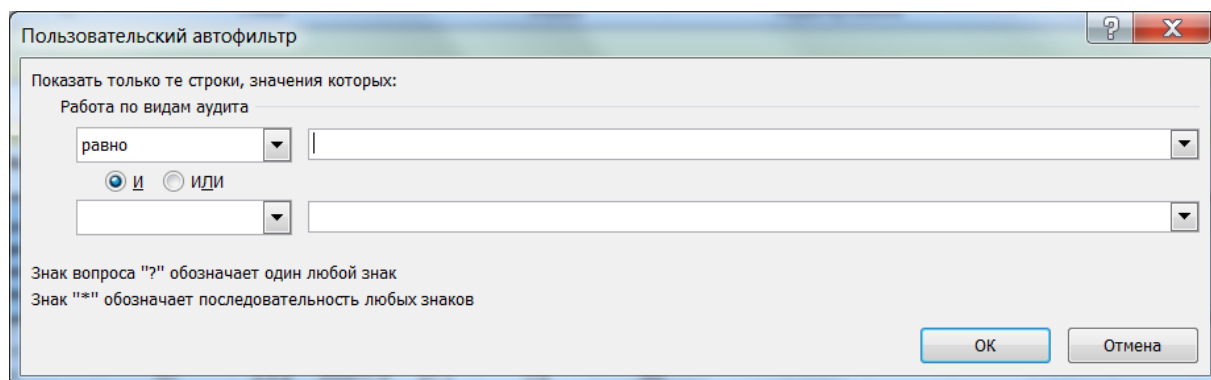 Пользовательский автофильтр
Показать только те строки, значения которых:
Работа по видам аудита
равно
И ИЛИ
Знак вопроса "?" обозначает один любой знак
Знак "*" обозначает последовательность любых знаков
ОК Отмена